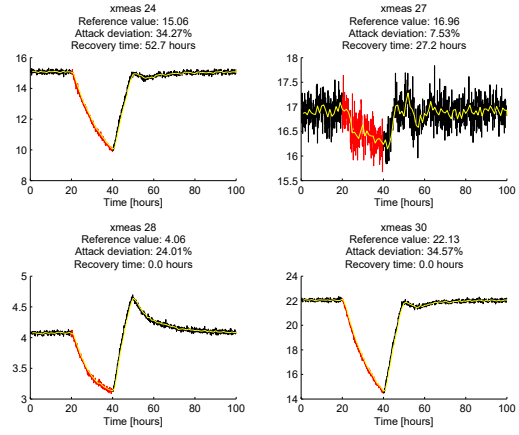 xmeas 24
Reference value: 15.06
Attack deviation: 34.27%
Recovery time: 52.7 hours
16
14
12
10
8
0 20 40 60 80 100
Time [hours]
xmeas 27
Reference value: 16.96
Attack deviation: 7.53%
Recovery time: 27.2 hours
18
17.5
17
16.5
16
15.5
0 20 40 60 80 100
Time [hours]
xmeas 28
Reference value: 4.06
Attack deviation: 24.01%
Recovery time: 0.0 hours
5
4.5
4
3.5
3
0 20 40 60 80 100
Time [hours]
xmeas 30
Reference value: 22.13
Attack deviation: 34.57%
Recovery time: 0.0 hours
24
22
20
18
16
14
0 20 40 60 80 100
Time [hours]